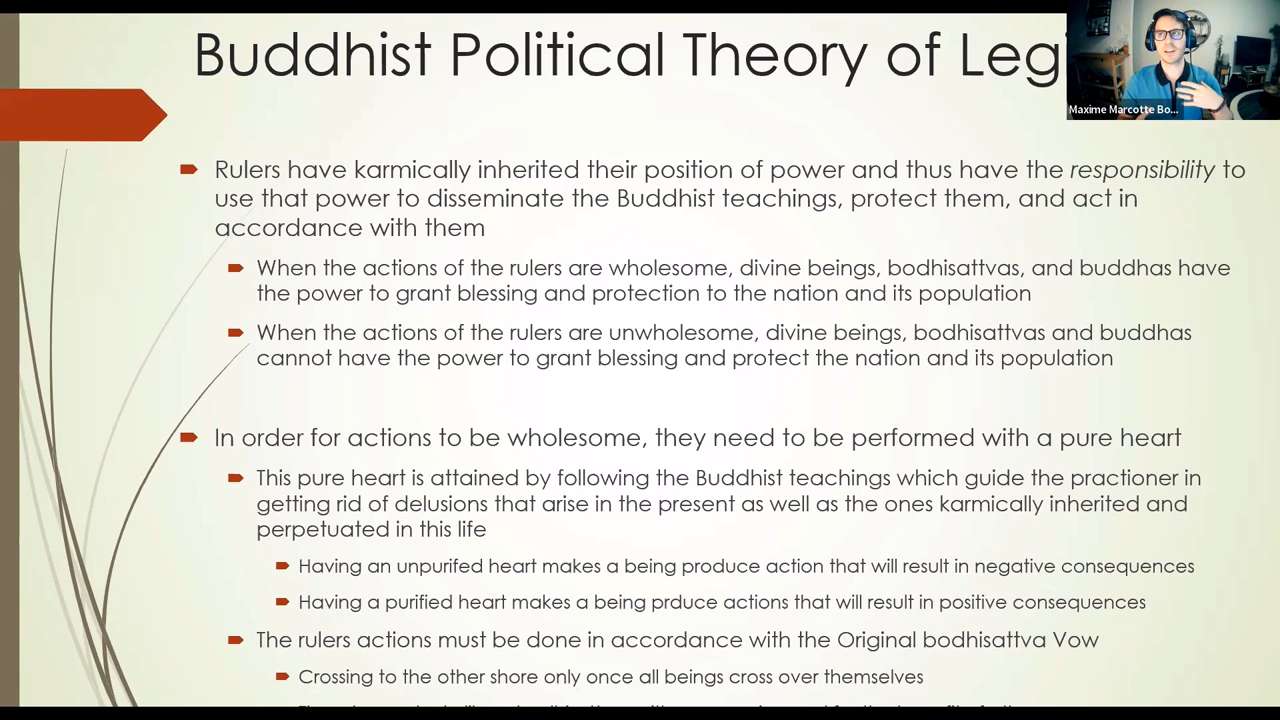 Buddhist Political Theory of Leg
Maxime Marcotte Bo...
Rulers have karmically inherited their position of power and thus have the responsibility to
use that power to disseminate the Buddhist teachings, protect them, and act in
accordance with them
When the actions of the rulers are wholesome, divine beings, bodhisattvas, and buddhas have
the power to grant blessing and protection to the nation and its population
When the actions of the rulers are unwholesome, divine beings, bodhisattvas and buddhas
cannot have the power to grant blessing and protect the nation and its population
In order for actions to be wholesome, they need to be performed with a pure heart
This pure heart is attained by following the Buddhist teachings which guide the practioner in
getting rid of delusions that arise in the present as well as the ones karmically inherited and
perpetuated in this life
Having an unpurifed heart makes a being produce action that will result in negative consequences
Having a purified heart makes a being prduce actions that will result in positive consequences
The rulers actions must be done in accordance with the Original bodhisattva Vow
Crossing to the other shore only once all beings cross over themselves